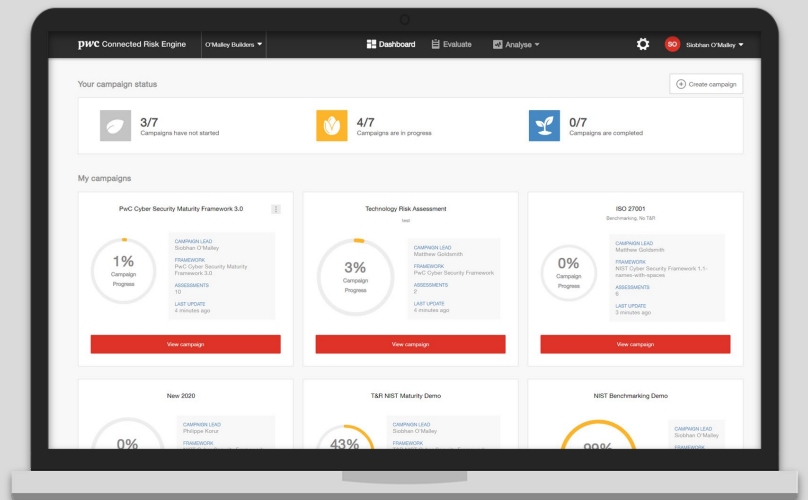 pwc Connected Risk Engine
O'Malley Builders
Dashboard
Evaluate
Analyse
SO
Siobhan O'Malley
Your campaign status
Create campaign
3/7
Campaigns have not started
4/7
Campaigns are in progress
0/7
Campaigns are completed
My campaigns
PwC Cyber Security Maturity Framework 3.0
1%
Campaign
Progress
CAMPAIGN LEAD
Siobhan O'Malley
FRAMEWORK
PwC Cyber Security Maturity
Framework 3.0
ASSESSMENTS
10
LAST UPDATE
4 minutes ago
View campaign
Technology Risk Assessment
test
3%
Campaign
Progress
CAMPAIGN LEAD
Matthew Goldsmith
FRAMEWORK
PwC Cyber Security Framework
ASSESSMENTS
2
LAST UPDATE
4 minutes ago
View campaign
ISO 27001
Benchmarking, No T&R
0%
Campaign
Progress
CAMPAIGN LEAD
Matthew Goldsmith
FRAMEWORK
NIST Cyber Security Framework 1.1-
names-with-spaces
ASSESSMENTS
6
LAST UPDATE
3 minutes ago
View campaign
New 2020
0%
CAMPAIGN LEAD
Philippe Korur
FRAMEWORK
T&R NIST Maturity Demo
43%
CAMPAIGN LEAD
Siobhan O'Malley
FRAMEWORK
NIST Benchmarking Demo
99%
CAMPAIGN LEAD
Siobhan O'Malley
FRAMEWORK